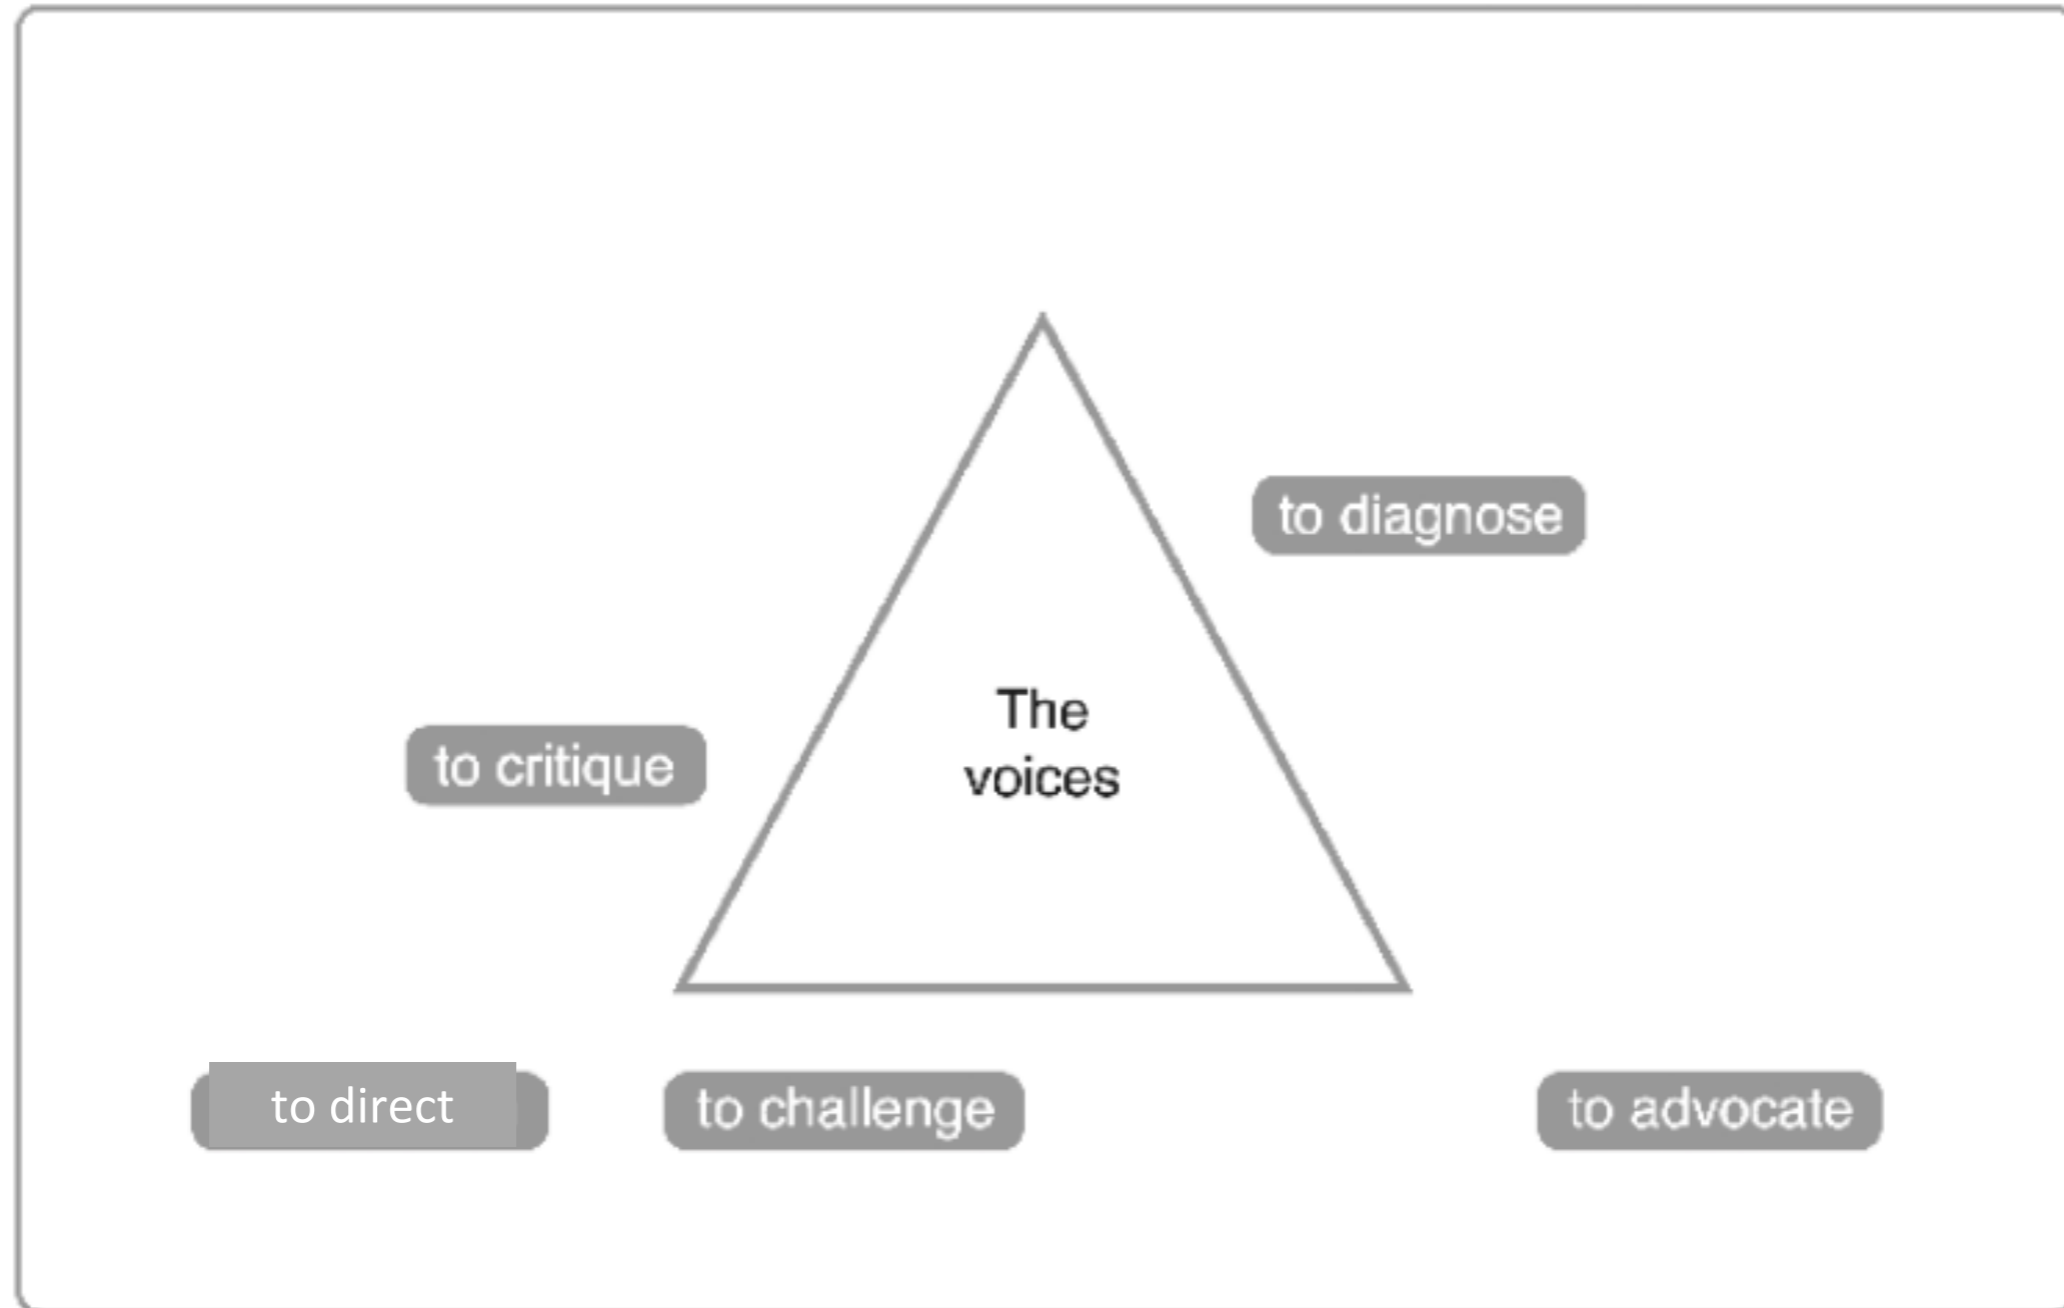 to diagnose
The
voices
to critique
to direct
to challenge
to advocate